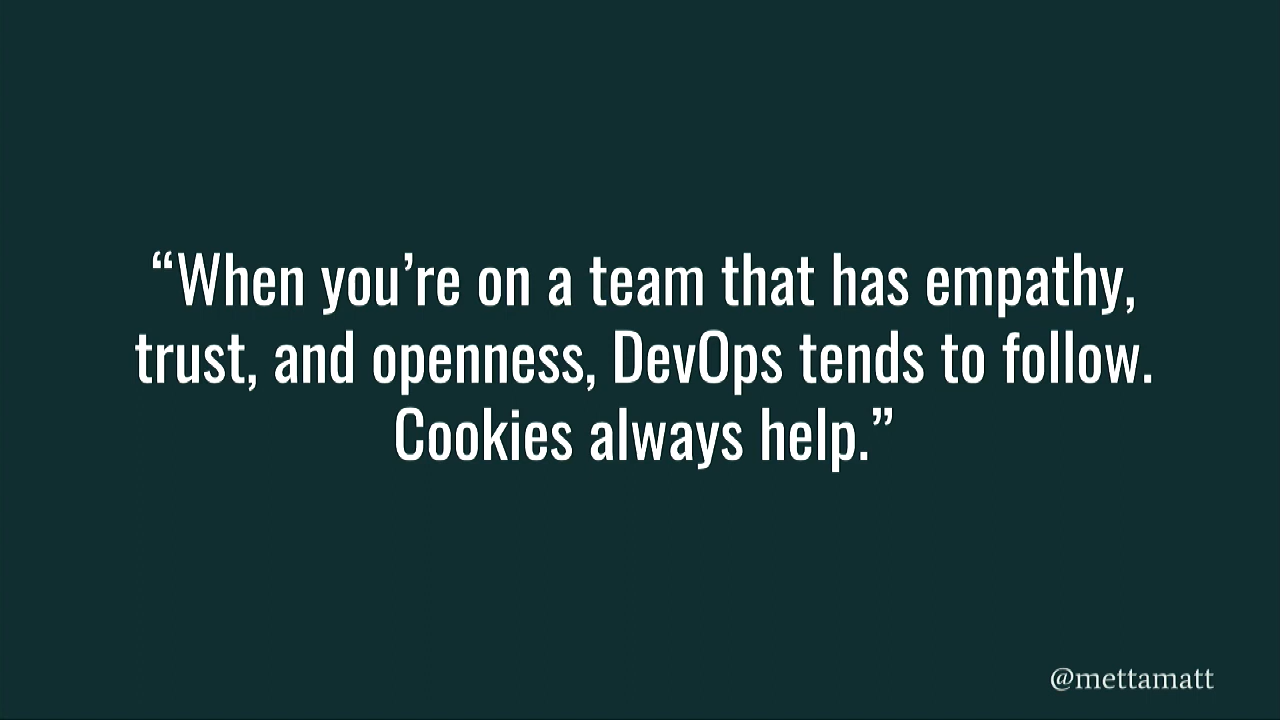 “When you’re on a team that has empathy,
trust, and openness, DevOps tends to follow.
Cookies always help.”
@mettamatt